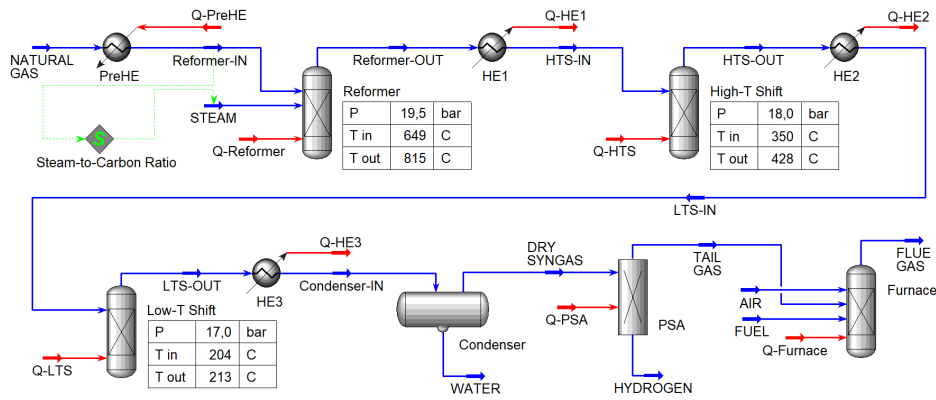 Q-PreHE
NATURAL
GAS
PreHE
Reformer-IN
STEAM
S
Steam-to-Carbon Ratio
Q-Reformer
Reformer-OUT
Reformer
P 19,5 bar
T in 649 C
T out 815 C
Q-HE1
HE1
HTS-IN
Q-HTS
HTS-OUT
High-T Shift
P 18,0 bar
T in 350 C
T out 428 C
Q-HE2
HE2
LTS-IN
Q-LTS
LTS-OUT
Low-T Shift
P 17,0 bar
T in 204 C
T out 213 C
Q-HE3
HE3
Condenser-IN
Condenser
WATER
DRY
SYNGAS
Q-PSA
PSA
HYDROGEN
TAIL
GAS
AIR
FUEL
Q-Furnace
FLUE
GAS
Furnace